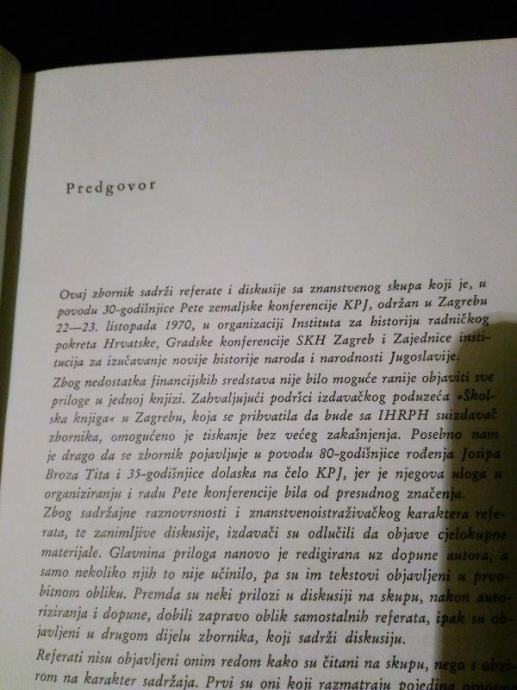 Predgovor
Ovaj zbornik sadrži referate i diskusije sa znanstvenog skupa koji je, u
povodu 30-godišnjice Pete zemaljske konferencije KPJ, održan u Zagrebu
22—23. listopada 1970, u organizaciji Instituta za historiju radničkog
pokreta Hrvatske, Gradske konferencije SKH Zagreb i Zajednice insti-
tucija za izučavanje novije historije naroda i narodnosti Jugoslavije.
Zbog nedostatka financijskih sredstava nije bilo moguće ranije objaviti sve
priloge u jednoj knjizi. Zahvaljujući podršci izdavačkog poduzeća »Škol-
ska knjiga« u Zagrebu, koja se prihvatila da bude sa IHRPH suizdavač
zbornika, omogućeno je tiskanje bez većeg zakašnjenja. Posebno nam
je drago da se zbornik pojavljuje u povodu 80-godišnjice rođenja Josipa
Broza Tita i 35-godišnjice dolaska na čelo KPJ, jer je njegova uloga u
organiziranju i radu Pete konferencije bila od presudnog značenja.
Zbog sadržajne raznovrsnosti i znanstvenoistraživačkog karaktera refe-
rata, te zanimljive diskusije, izdavači su odlučili da objave cjelokupne
materijale. Glavnina priloga nanovo je redigirana uz dopune autora, a
samo nekoliko njih to nije učinilo, pa su im tekstovi objavljeni u prvo-
bitnom obliku. Premda su neki prilozi u diskusiji na skupu, nakon auto-
riziranja i dopune, dobili zapravo oblik samostalnih referata, ipak su ob-
javljeni u drugom dijelu zbornika, koji sadrži diskusiju.
Referati nisu objavljeni onim redom kako su čitani na skupu, nego s obzi-
rom na karakter sadržaja. Prvi su oni koji razmatraju pojedina